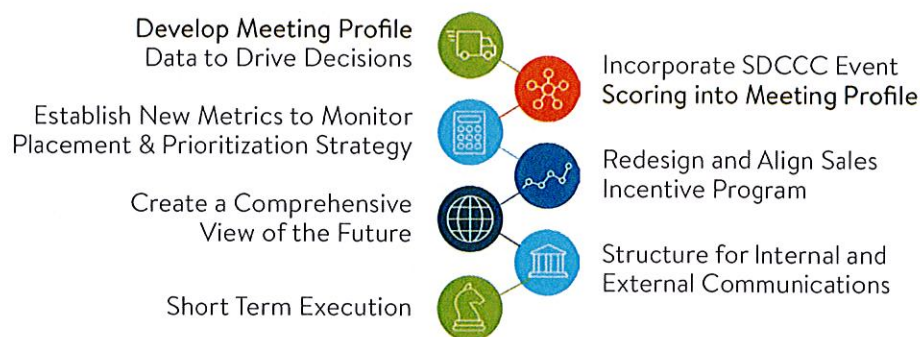 Develop Meeting Profile
Data to Drive Decisions
Incorporate SDCCC Event
Scoring into Meeting Profile
Establish New Metrics to Monitor
Placement & Prioritization Strategy
Redesign and Align Sales
Incentive Program
Create a Comprehensive
View of the Future
Structure for Internal and
External Communications
Short Term Execution